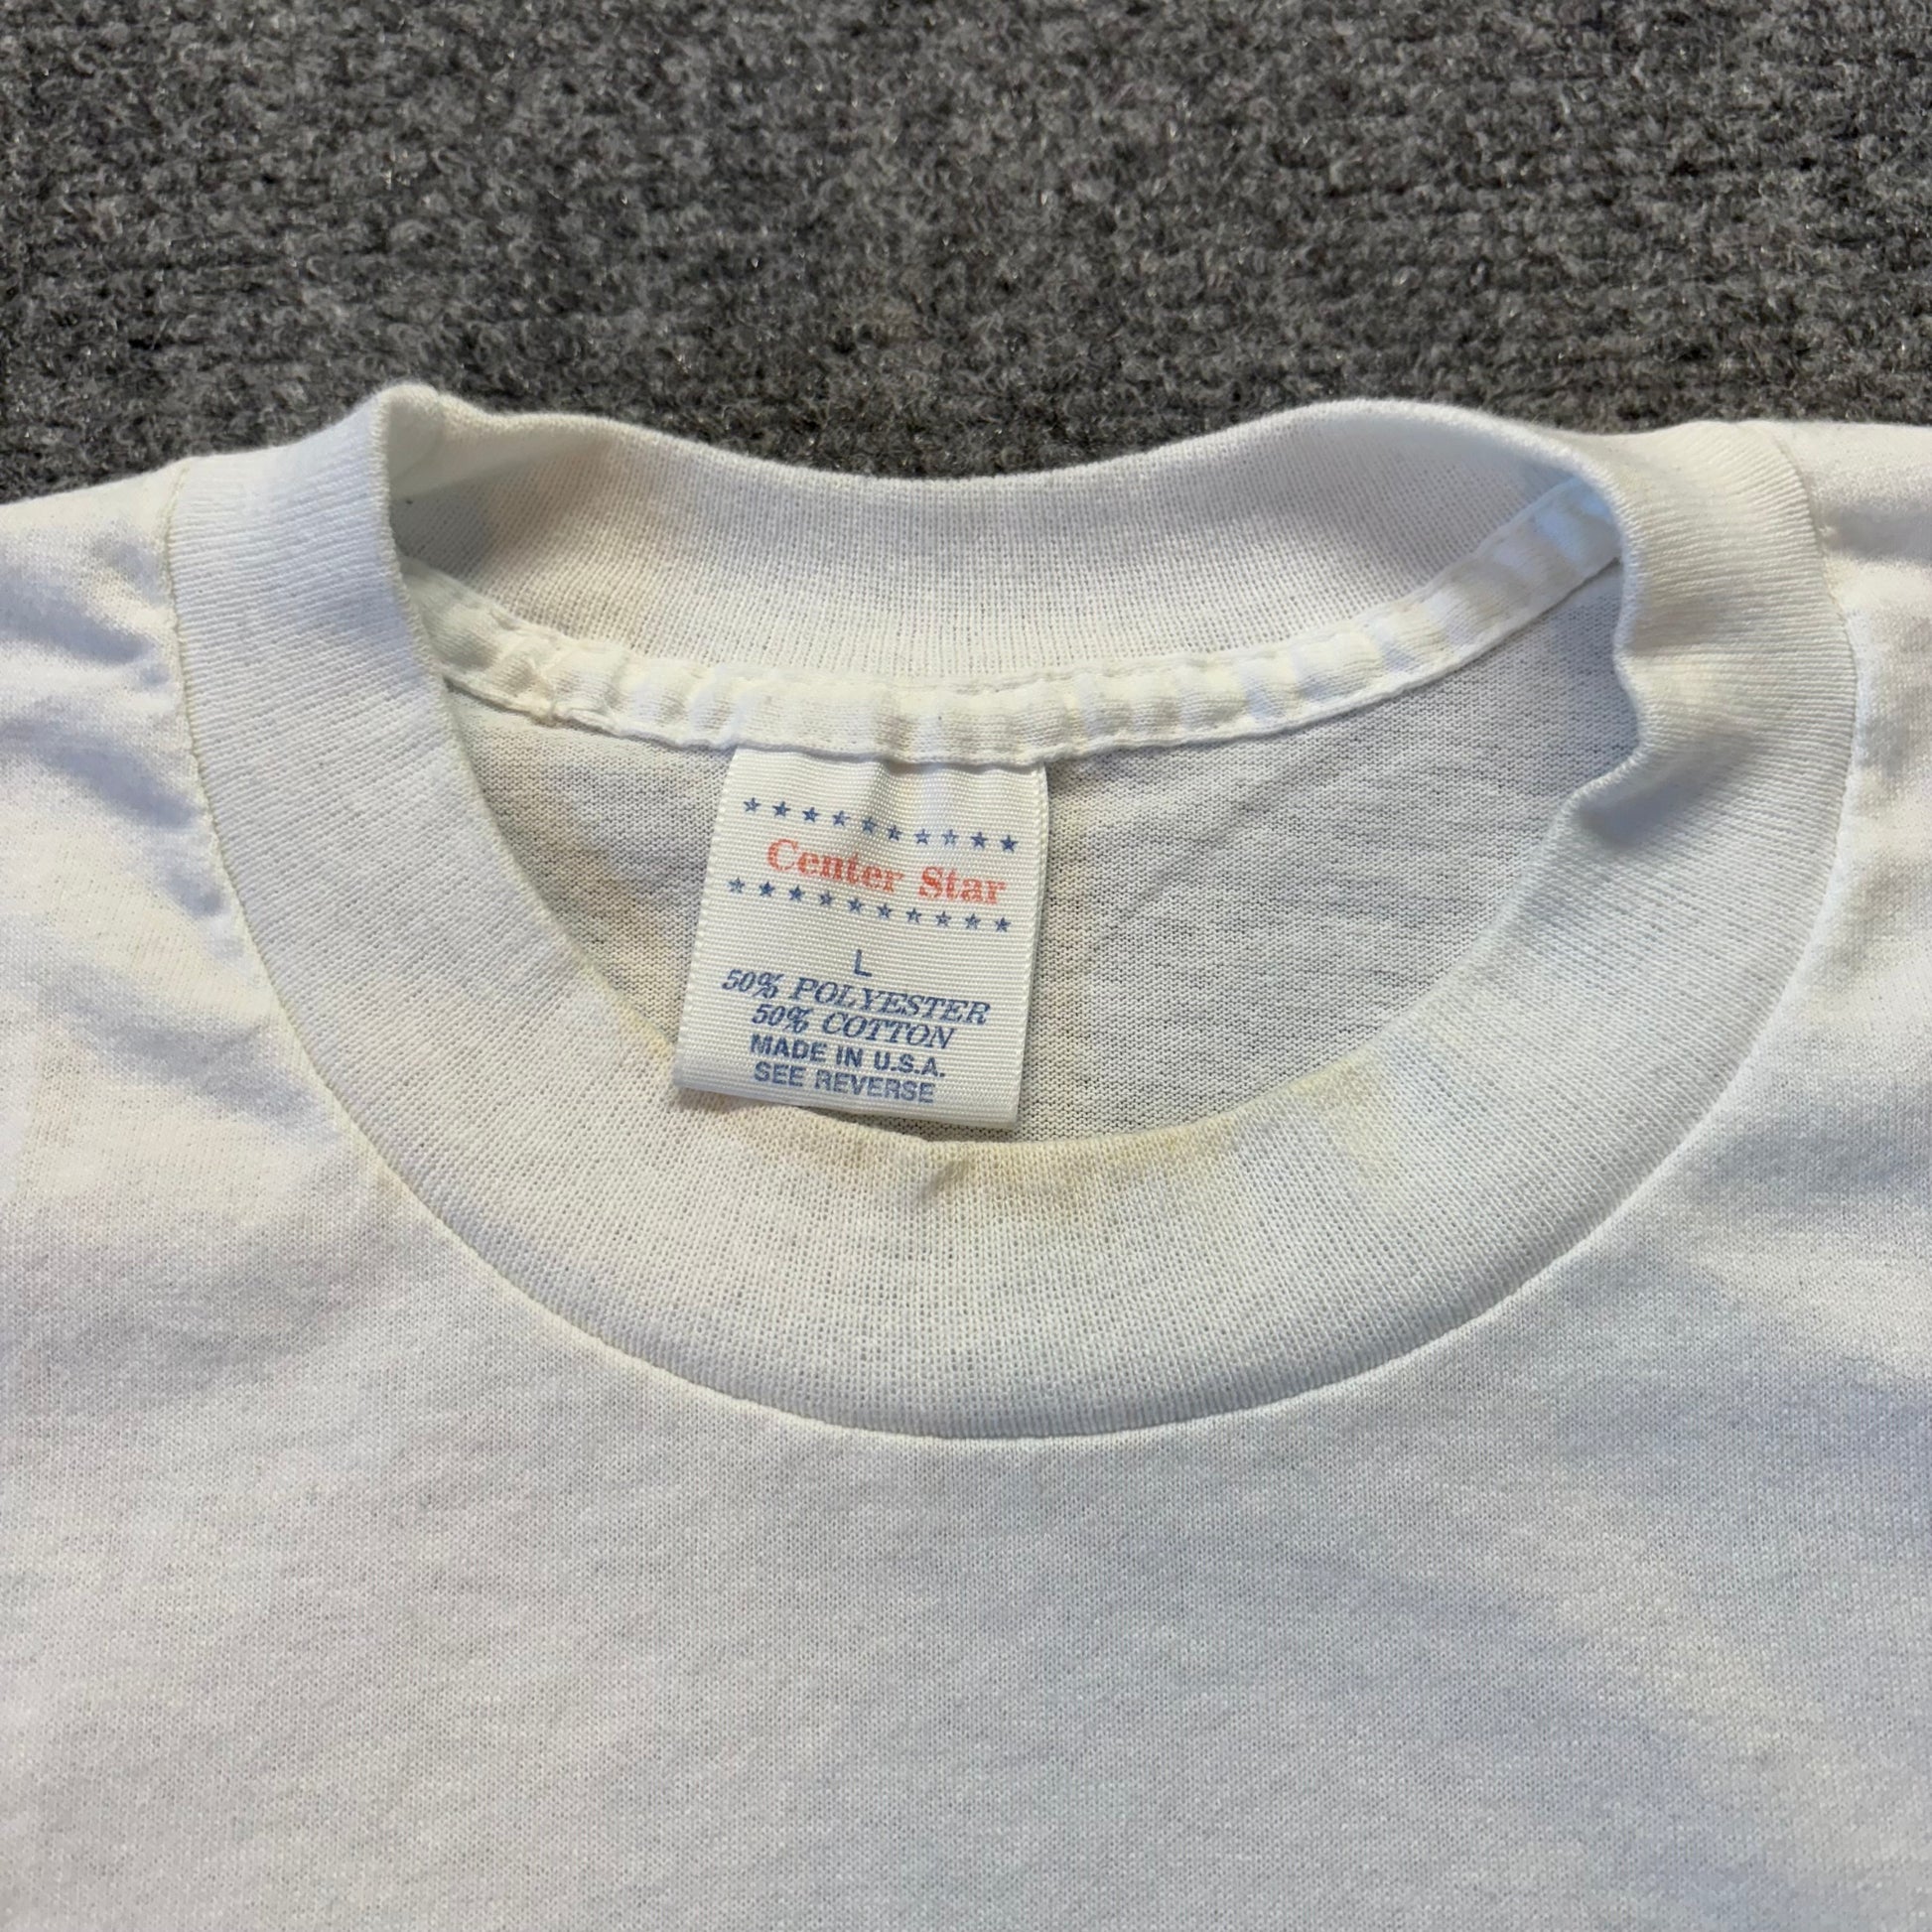 Center Star
L
50% POLYESTER
50% COTTON
MADE IN U.S.A.
SEE REVERSE